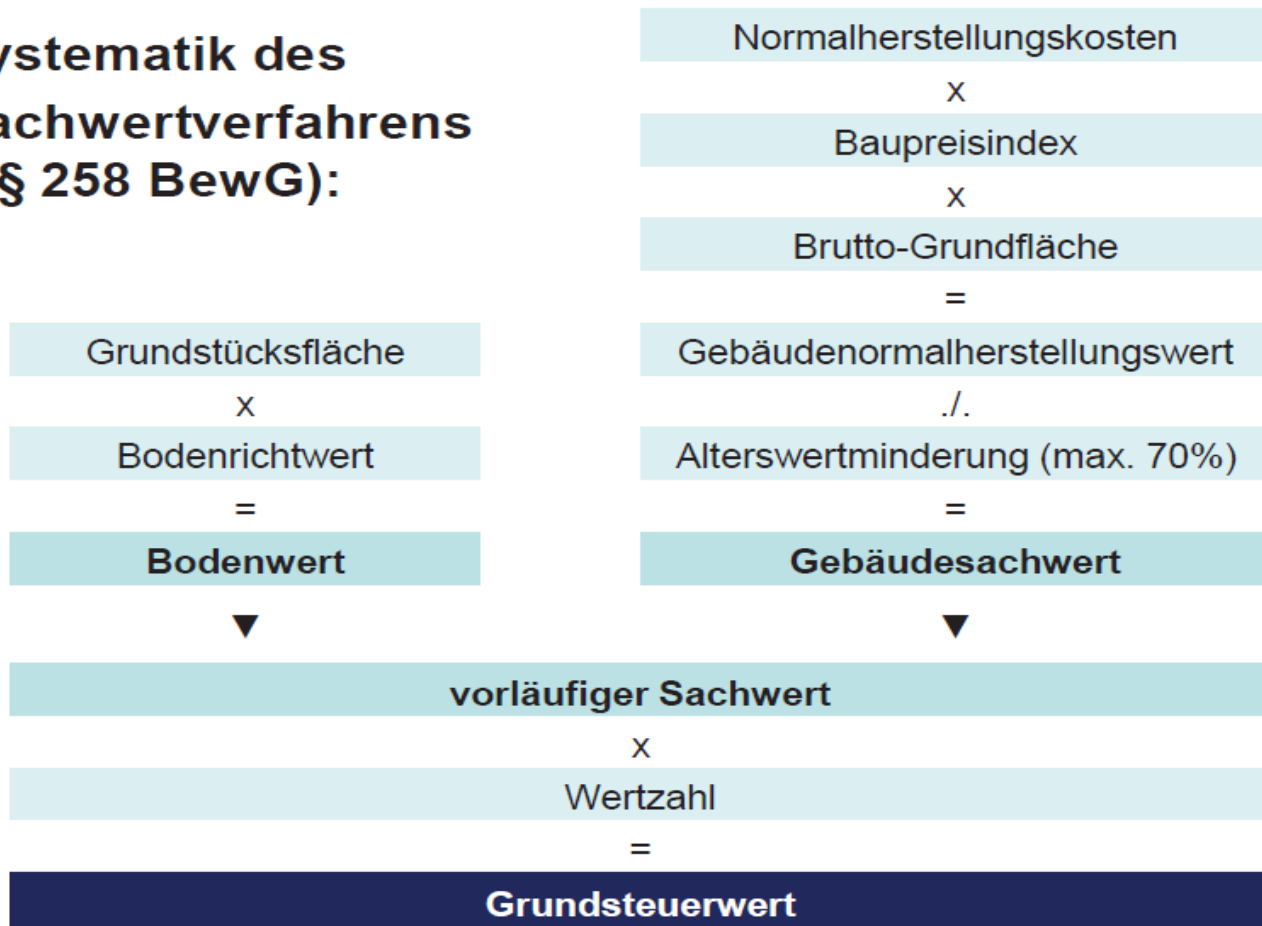 ystematik des
achwertverfahrens
§ 258 BewG):
Normalherstellungskosten
x
Baupreisindex
x
Brutto-Grundfläche
=
Grundstücksfläche
x
Bodenrichtwert
=
Bodenwert
▼
Gebäudenormalherstellungswert
./.
Alterswertminderung (max. 70%)
=
Gebäudesachwert
▼
vorläufiger Sachwert
x
Wertzahl
=
Grundsteuerwert